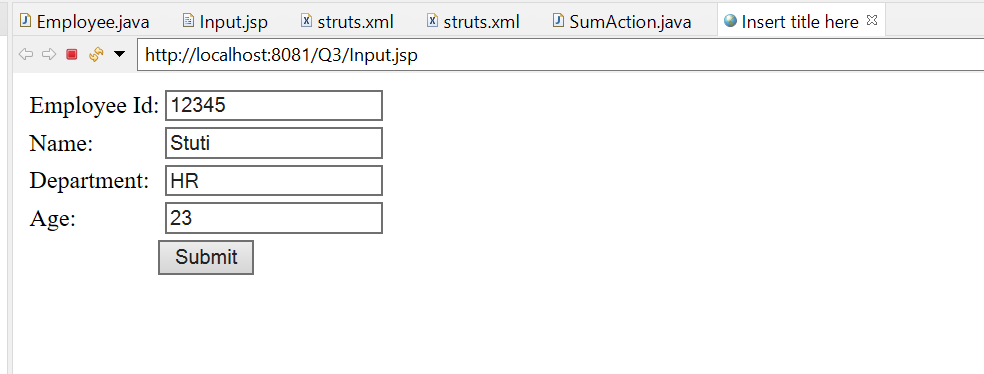 Employee.java Input.jsp struts.xml struts.xml SumAction.java Insert title here
http://localhost:8081/Q3/Input.jsp
Employee Id: 12345
Name: Stuti
Department: HR
Age: 23
Submit